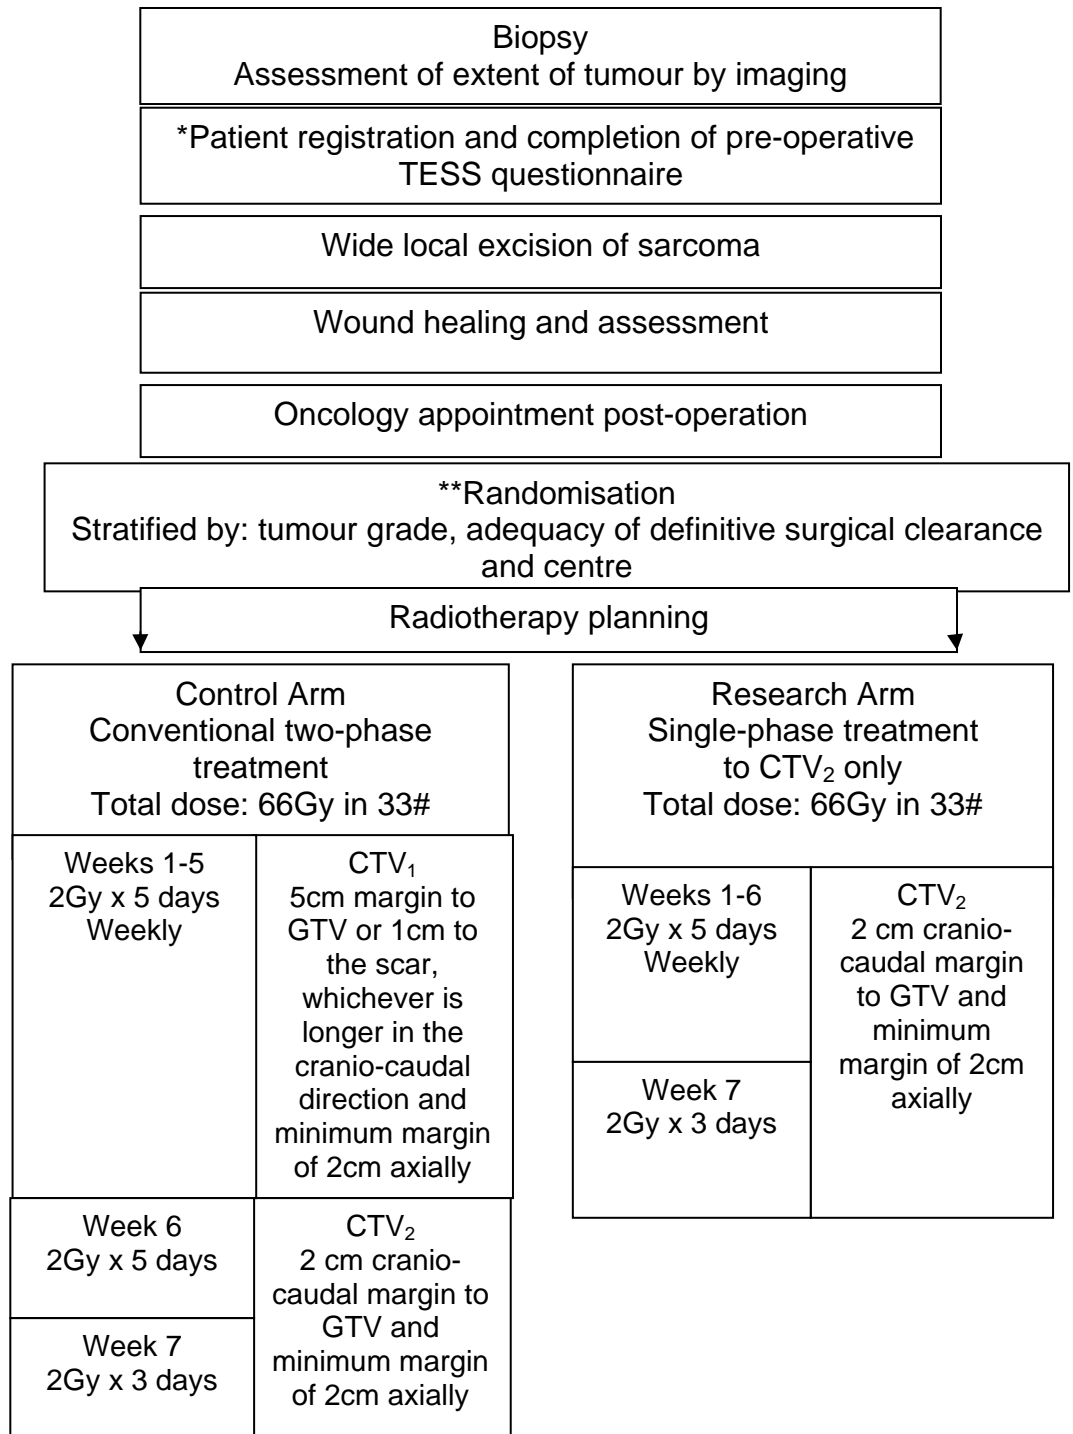 Biopsy
Assessment of extent of tumour by imaging
*Patient registration and completion of pre-operative
TESS questionnaire
Wide local excision of sarcoma
Wound healing and assessment
Oncology appointment post-operation
**Randomisation
Stratified by: tumour grade, adequacy of definitive surgical clearance
and centre
Radiotherapy planning
Control Arm
Conventional two-phase
treatment
Total dose: 66Gy in 33#
Weeks 1-5
2Gy x 5 days
Weekly
CTV₁
5cm margin to
GTV or 1cm to
the scar,
whichever is
longer in the
cranio-caudal
direction and
minimum margin
of 2cm axially
Week 6
2Gy x 5 days
Week 7
2Gy x 3 days
CTV₂
2 cm cranio-
caudal margin to
GTV and
minimum margin
of 2cm axially
Research Arm
Single-phase treatment
to CTV₂ only
Total dose: 66Gy in 33#
Weeks 1-6
2Gy x 5 days
Weekly
Week 7
2Gy x 3 days
CTV₂
2 cm cranio-
caudal margin
to GTV and
minimum
margin of 2cm
axially